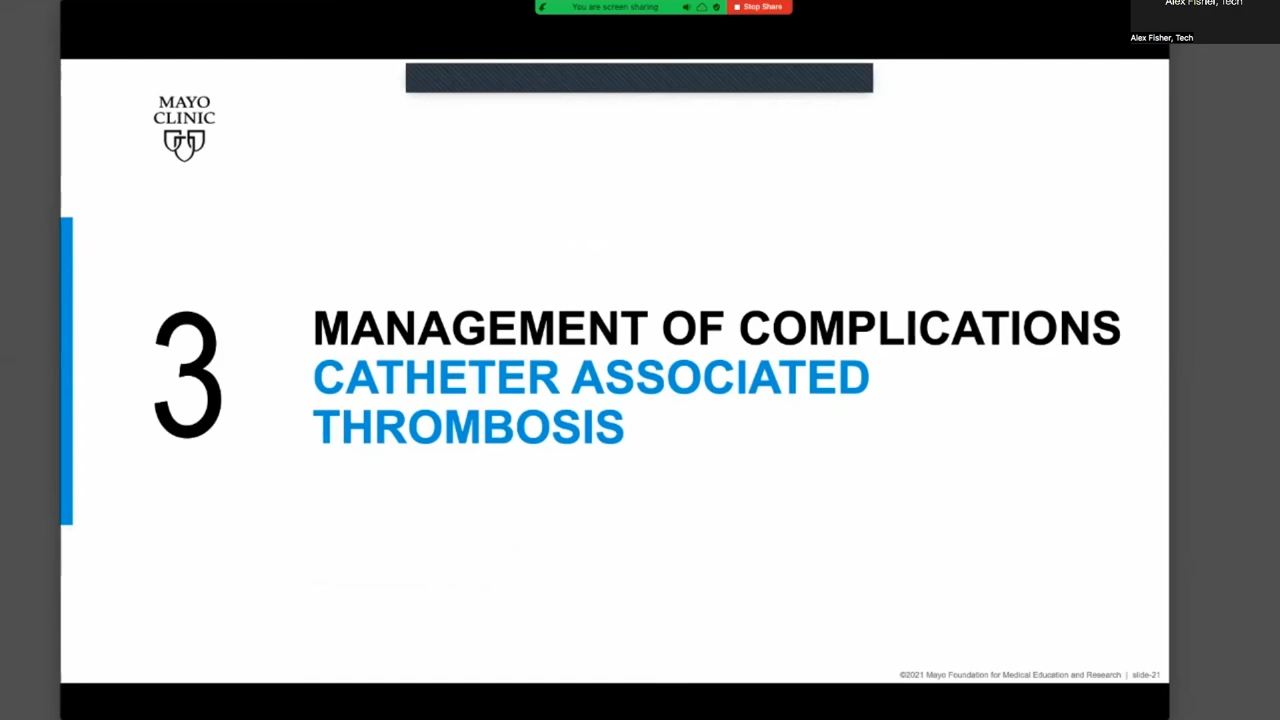 You are screen sharing
Stop Share
Alex Fisher, Tech
Alex Fisher, Tech
MAYO
CLINIC
3
MANAGEMENT OF COMPLICATIONS
CATHETER ASSOCIATED
THROMBOSIS
©2021 Mayo Foundation for Medical Education and Research | slide-21